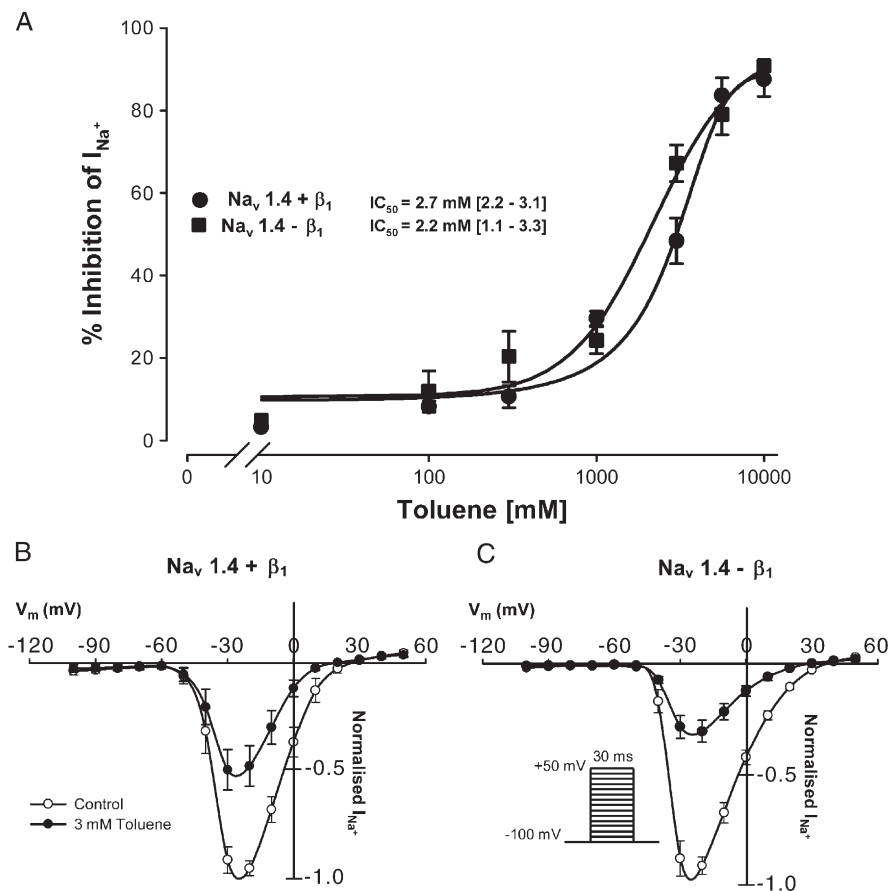 A
100
80
60
40
20
0
% Inhibition of I Na⁺
Naᵥ 1.4 + β₁ IC₅₀ = 2.7 mM [2.2 - 3.1]
Naᵥ 1.4 - β₁ IC₅₀ = 2.2 mM [1.1 - 3.3]
0 10 100 1000 10000
Toluene [mM]
B
Naᵥ 1.4 + β₁
Vₘ (mV)
-120 -90 -60 -30 0 30 60
-0.5
-1.0
Normalised I Na⁺
Control
3 mM Toluene
C
Naᵥ 1.4 - β₁
Vₘ (mV)
-120 -90 -60 -30 0 30 60
-0.5
-1.0
Normalised I Na⁺
30 ms
+50 mV
-100 mV